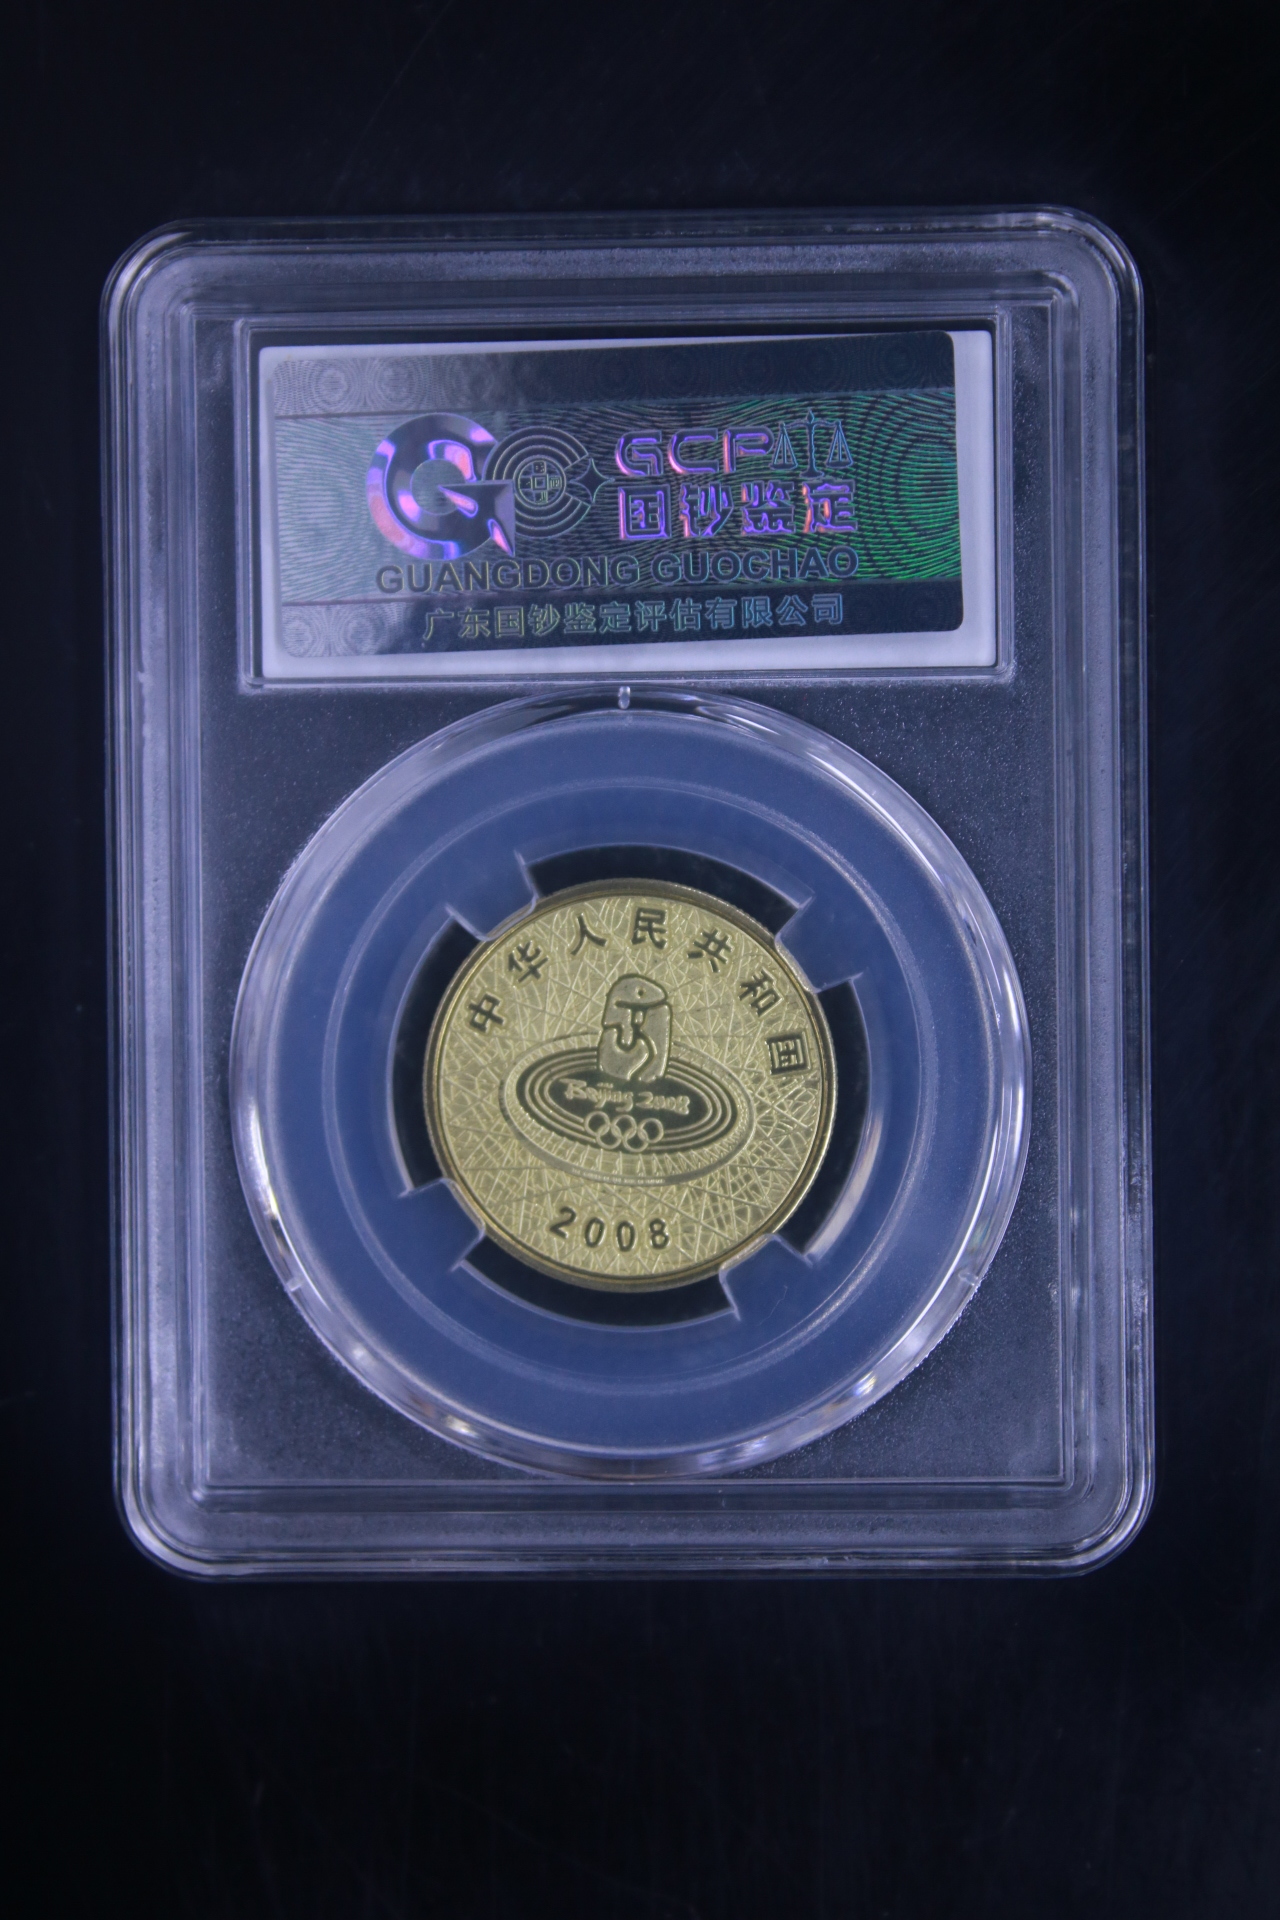 GCP
国钞鉴定
GUANGDONG GUOCHAO
广东国钞鉴定评估有限公司
中华人民共和国
Beijing 2008
2008